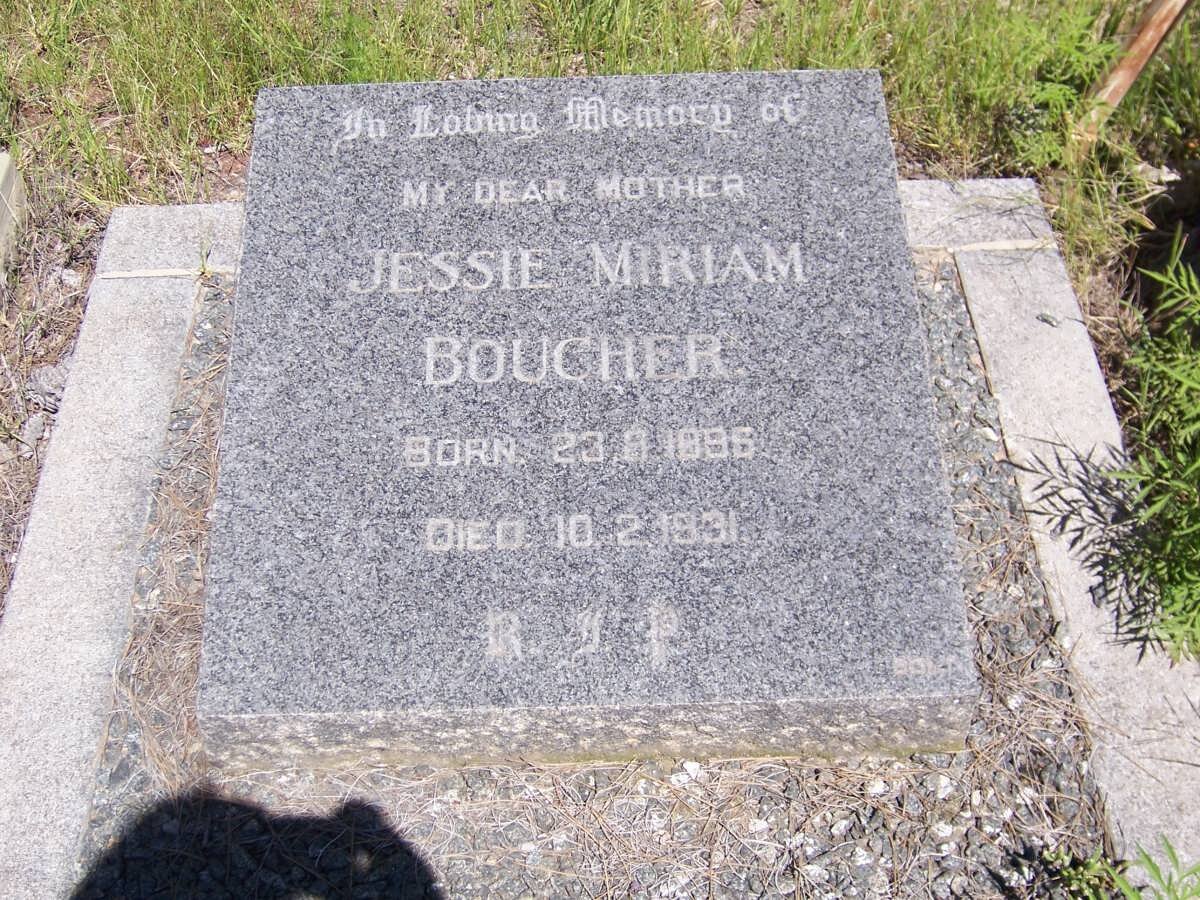 In Loving Memory of
MY DEAR MOTHER
JESSIE MIRIAM
BOUCHER.
BORN. 23.8.1896.
DIED. 10.2.1931.
R. I. P.